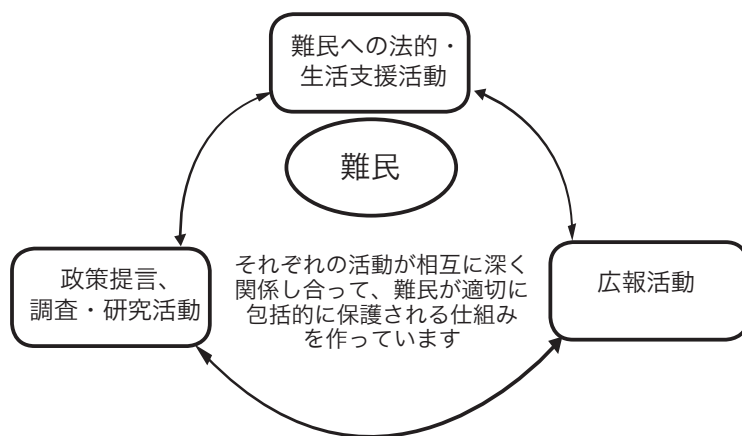 難民への法的・
生活支援活動
難民
政策提言、
調査・研究活動
それぞれの活動が相互に深く
関係し合って、難民が適切に
包括的に保護される仕組み
を作っています
広報活動